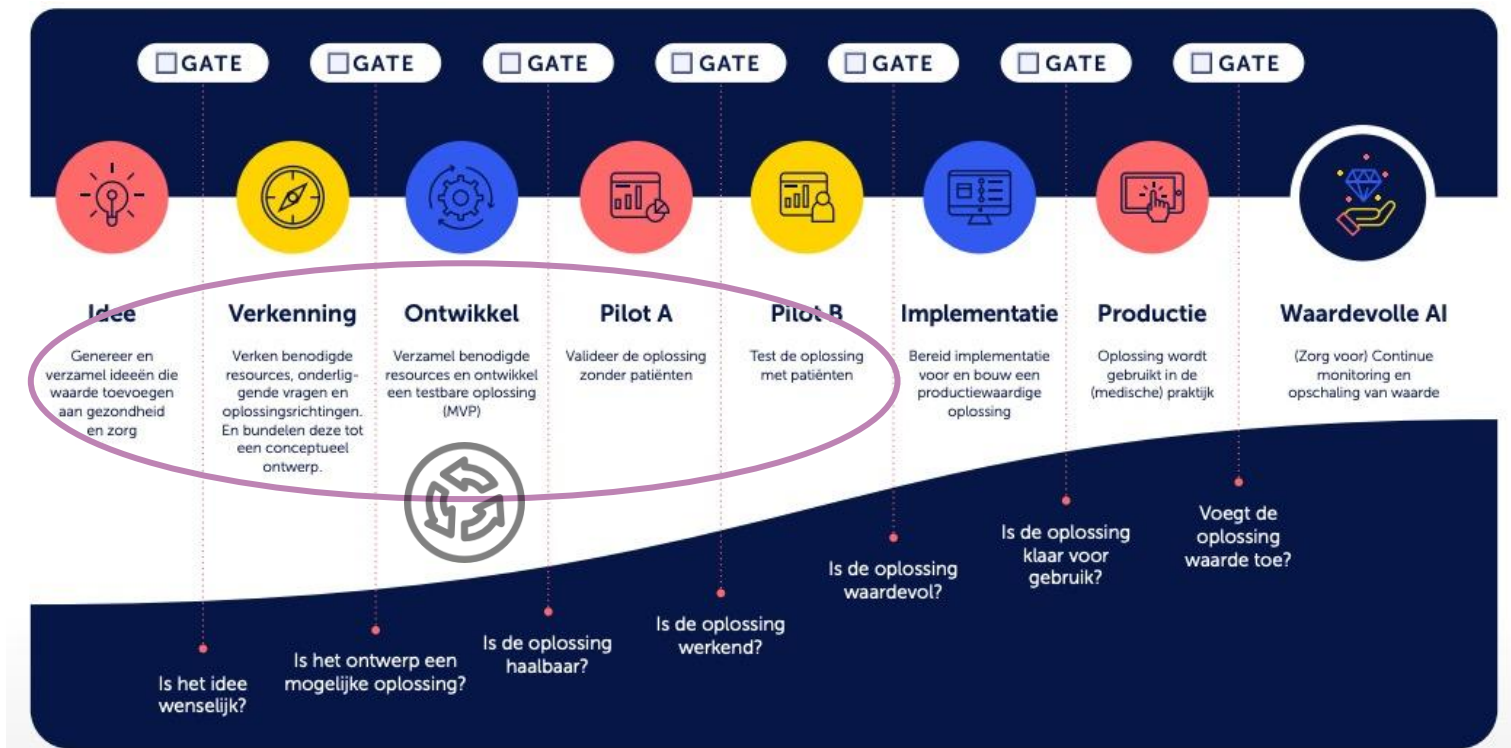 GATE
GATE
GATE
GATE
GATE
GATE
GATE
Idee
Genereer en
verzamel ideeën die
waarde toevoegen
aan gezondheid
en zorg
Verkenning
Verken benodigde
resources, onderlig-
gende vragen en
oplossingsrichtingen.
En bundelen deze tot
een conceptueel
ontwerp.
Ontwikkel
Verzamel benodigde
resources en ontwikkel
een testbare oplossing
(MVP)
Pilot A
Valideer de oplossing
zonder patiënten
Pilot B
Test de oplossing
met patiënten
Implementatie
Bereid implementatie
voor en bouw een
productiewaardige
oplossing
Productie
Oplossing wordt
gebruikt in de
(medische) praktijk
Waardevolle AI
(Zorg voor) Continue
monitoring en
opschaling van waarde
Is het idee
wenselijk?
Is het ontwerp een
mogelijke oplossing?
Is de oplossing
haalbaar?
Is de oplossing
werkend?
Is de oplossing
waardevol?
Is de oplossing
klaar voor
gebruik?
Voegt de
oplossing
waarde toe?